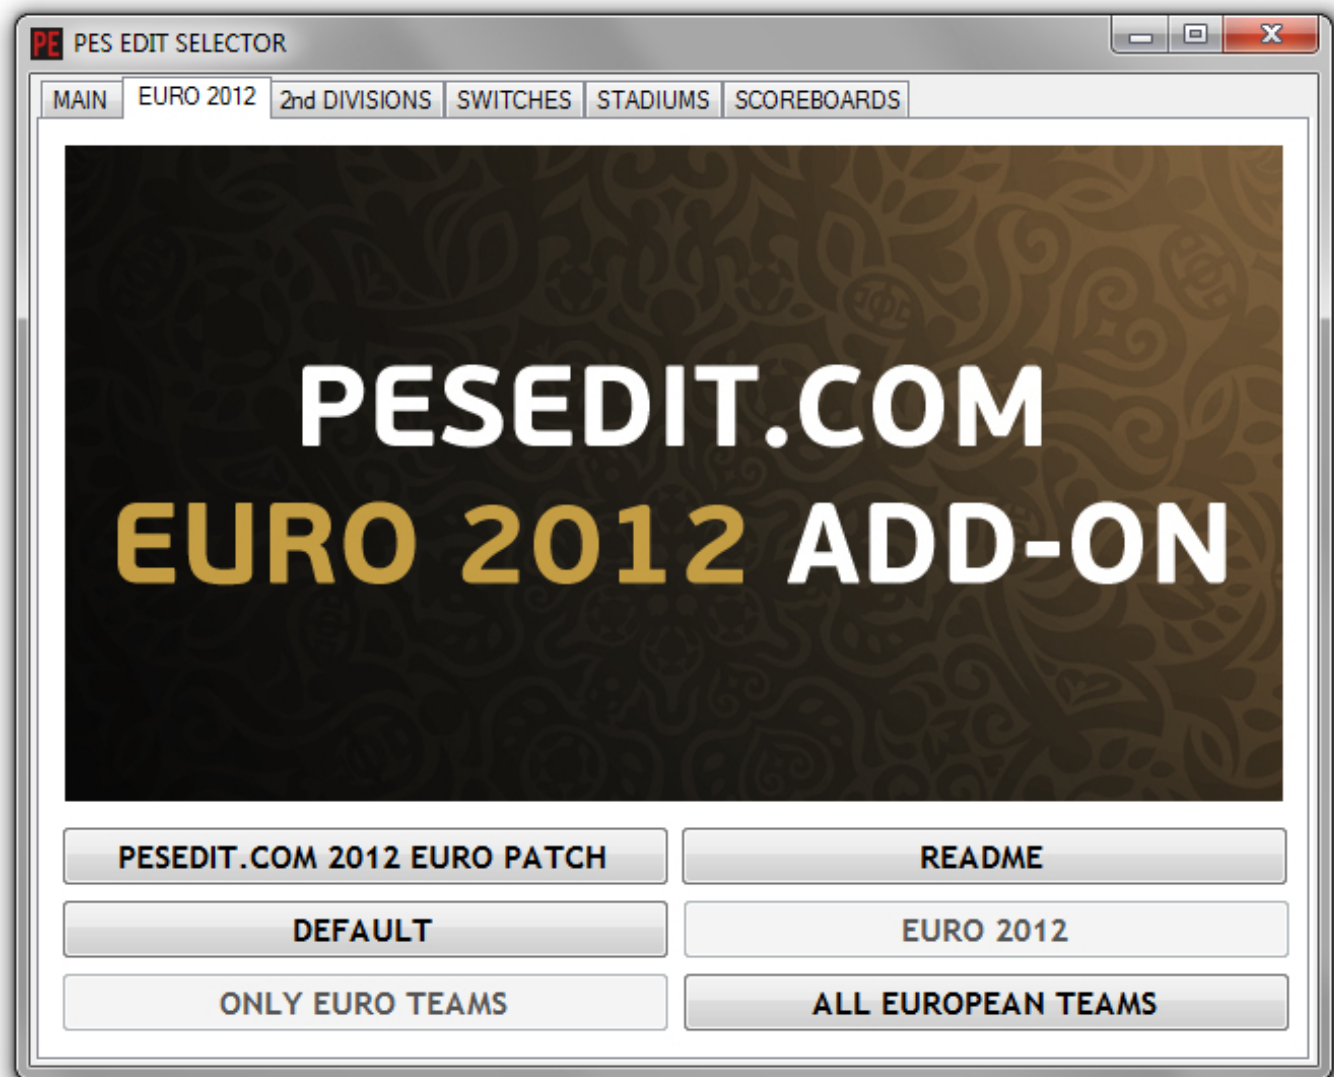 PE PES EDIT SELECTOR
MAIN EURO 2012 2nd DIVISIONS SWITCHES STADIUMS SCOREBOARDS
PESEDIT.COM
EURO 2012 ADD-ON
PESEDIT.COM 2012 EURO PATCH README
DEFAULT EURO 2012
ONLY EURO TEAMS ALL EUROPEAN TEAMS